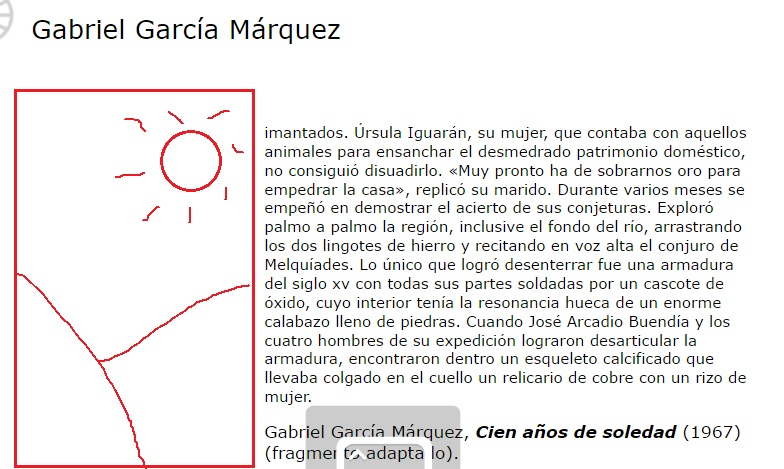 Gabriel García Márquez
imantados. Úrsula Iguarán, su mujer, que contaba con aquellos
animales para ensanchar el desmedrado patrimonio doméstico,
no consiguió disuadirlo. «Muy pronto ha de sobrarnos oro para
empedrar la casa», replicó su marido. Durante varios meses se
empeñó en demostrar el acierto de sus conjeturas. Exploró
palmo a palmo la región, inclusive el fondo del río, arrastrando
los dos lingotes de hierro y recitando en voz alta el conjuro de
Melquíades. Lo único que logró desenterrar fue una armadura
del siglo xv con todas sus partes soldadas por un cascote de
óxido, cuyo interior tenía la resonancia hueca de un enorme
calabazo lleno de piedras. Cuando José Arcadio Buendía y los
cuatro hombres de su expedición lograron desarticular la
armadura, encontraron dentro un esqueleto calcificado que
llevaba colgado en el cuello un relicario de cobre con un rizo de
mujer.
Gabriel García Márquez, Cien años de soledad (1967)
(fragmento adaptado).